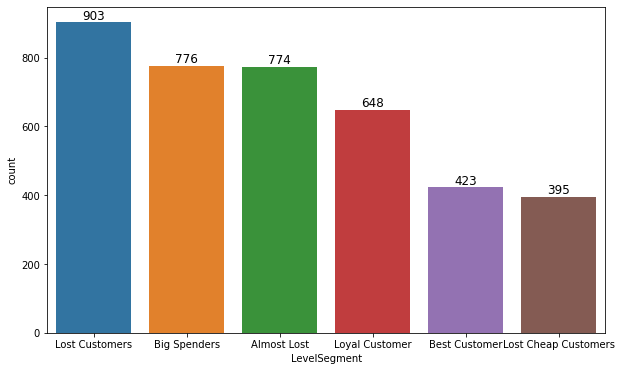 903
776
774
648
423
395
count
800
600
400
200
0
Lost Customers
Big Spenders
Almost Lost
Loyal Customer
Best Customer
Lost Cheap Customers
LevelSegment